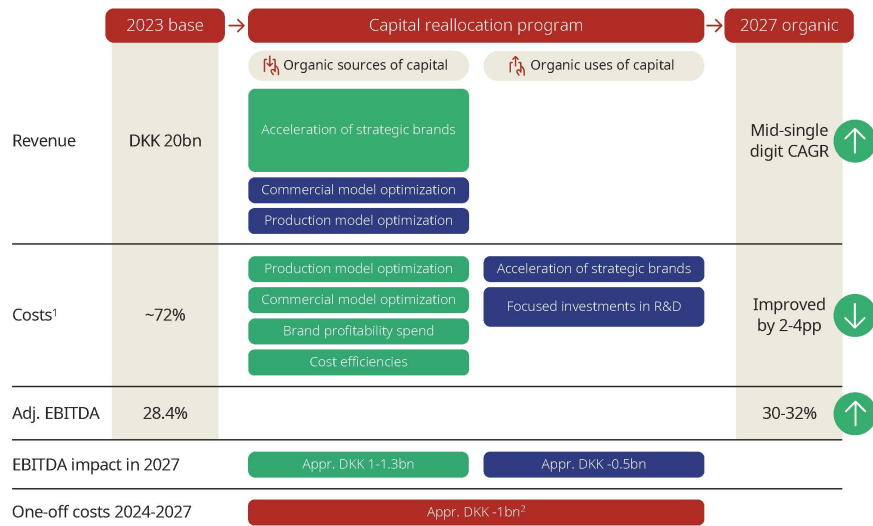 2023 base
Capital reallocation program
2027 organic
Organic sources of capital
Organic uses of capital
Revenue
DKK 20bn
Acceleration of strategic brands
Commercial model optimization
Production model optimization
Mid-single
digit CAGR
Costs¹
~72%
Production model optimization
Commercial model optimization
Brand profitability spend
Cost efficiencies
Acceleration of strategic brands
Focused investments in R&D
Improved
by 2-4pp
Adj. EBITDA
28.4%
30-32%
EBITDA impact in 2027
Appr. DKK 1-1.3bn
Appr. DKK -0.5bn
One-off costs 2024-2027
Appr. DKK -1bn²